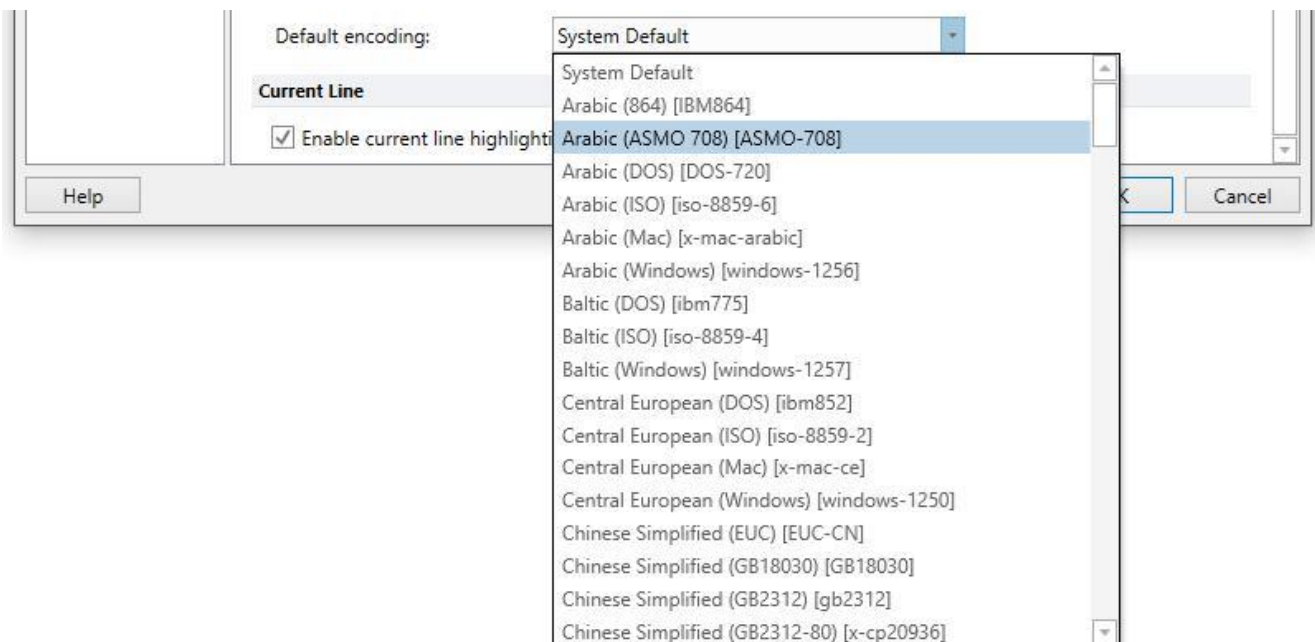 Default encoding: System Default
System Default
Current Line
Arabic (864) [IBM864]
Enable current line highlighti
Arabic (ASMO 708) [ASMO-708]
Arabic (DOS) [DOS-720]
Help
Cancel
Arabic (ISO) [iso-8859-6]
Arabic (Mac) [x-mac-arabic]
Arabic (Windows) [windows-1256]
Baltic (DOS) [ibm775]
Baltic (ISO) [iso-8859-4]
Baltic (Windows) [windows-1257]
Central European (DOS) [ibm852]
Central European (ISO) [iso-8859-2]
Central European (Mac) [x-mac-ce]
Central European (Windows) [windows-1250]
Chinese Simplified (EUC) [EUC-CN]
Chinese Simplified (GB18030) [GB18030]
Chinese Simplified (GB2312) [gb2312]
Chinese Simplified (GB2312-80) [x-cp20936]